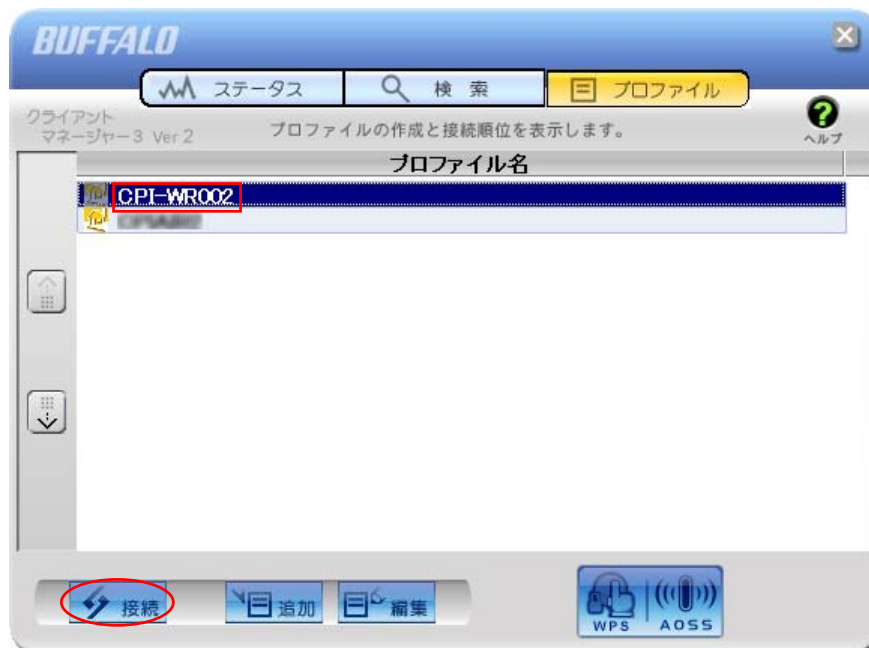 BUFFALO
ステータス
検 索
プロファイル
クライアント
マネージャー3 Ver 2
プロファイルの作成と接続順位を表示します。
?
ヘルプ
プロファイル名
CPI-WR002
接続
追加
編集
WPS
AOSS